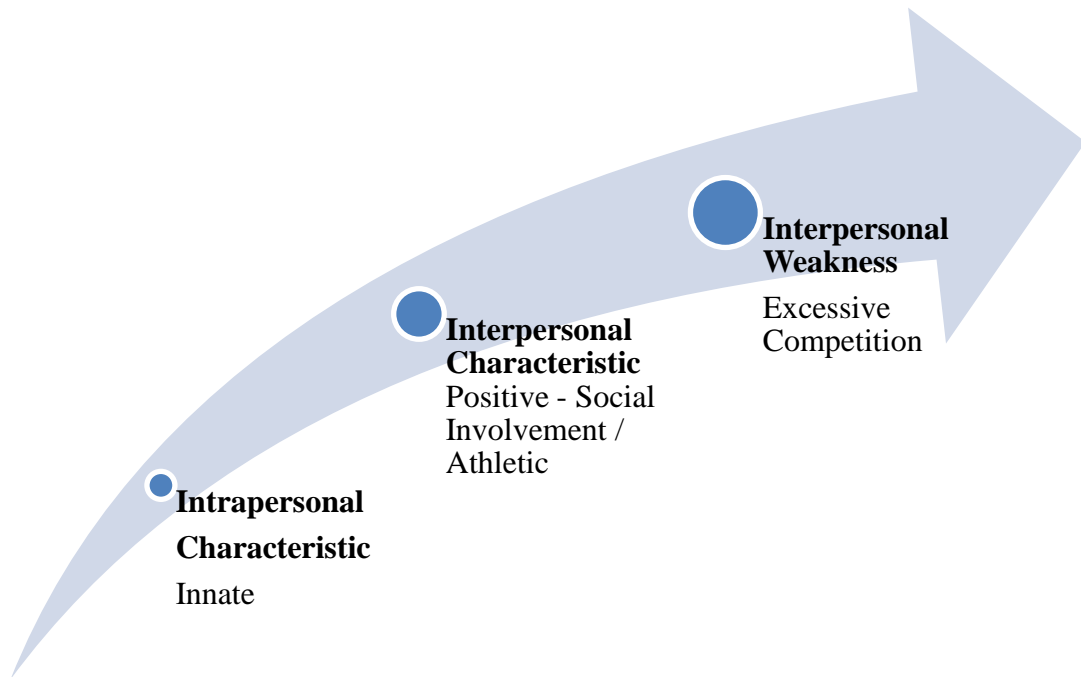 Interpersonal
Weakness
Excessive
Competition
Interpersonal
Characteristic
Positive - Social
Involvement /
Athletic
Intrapersonal
Characteristic
Innate